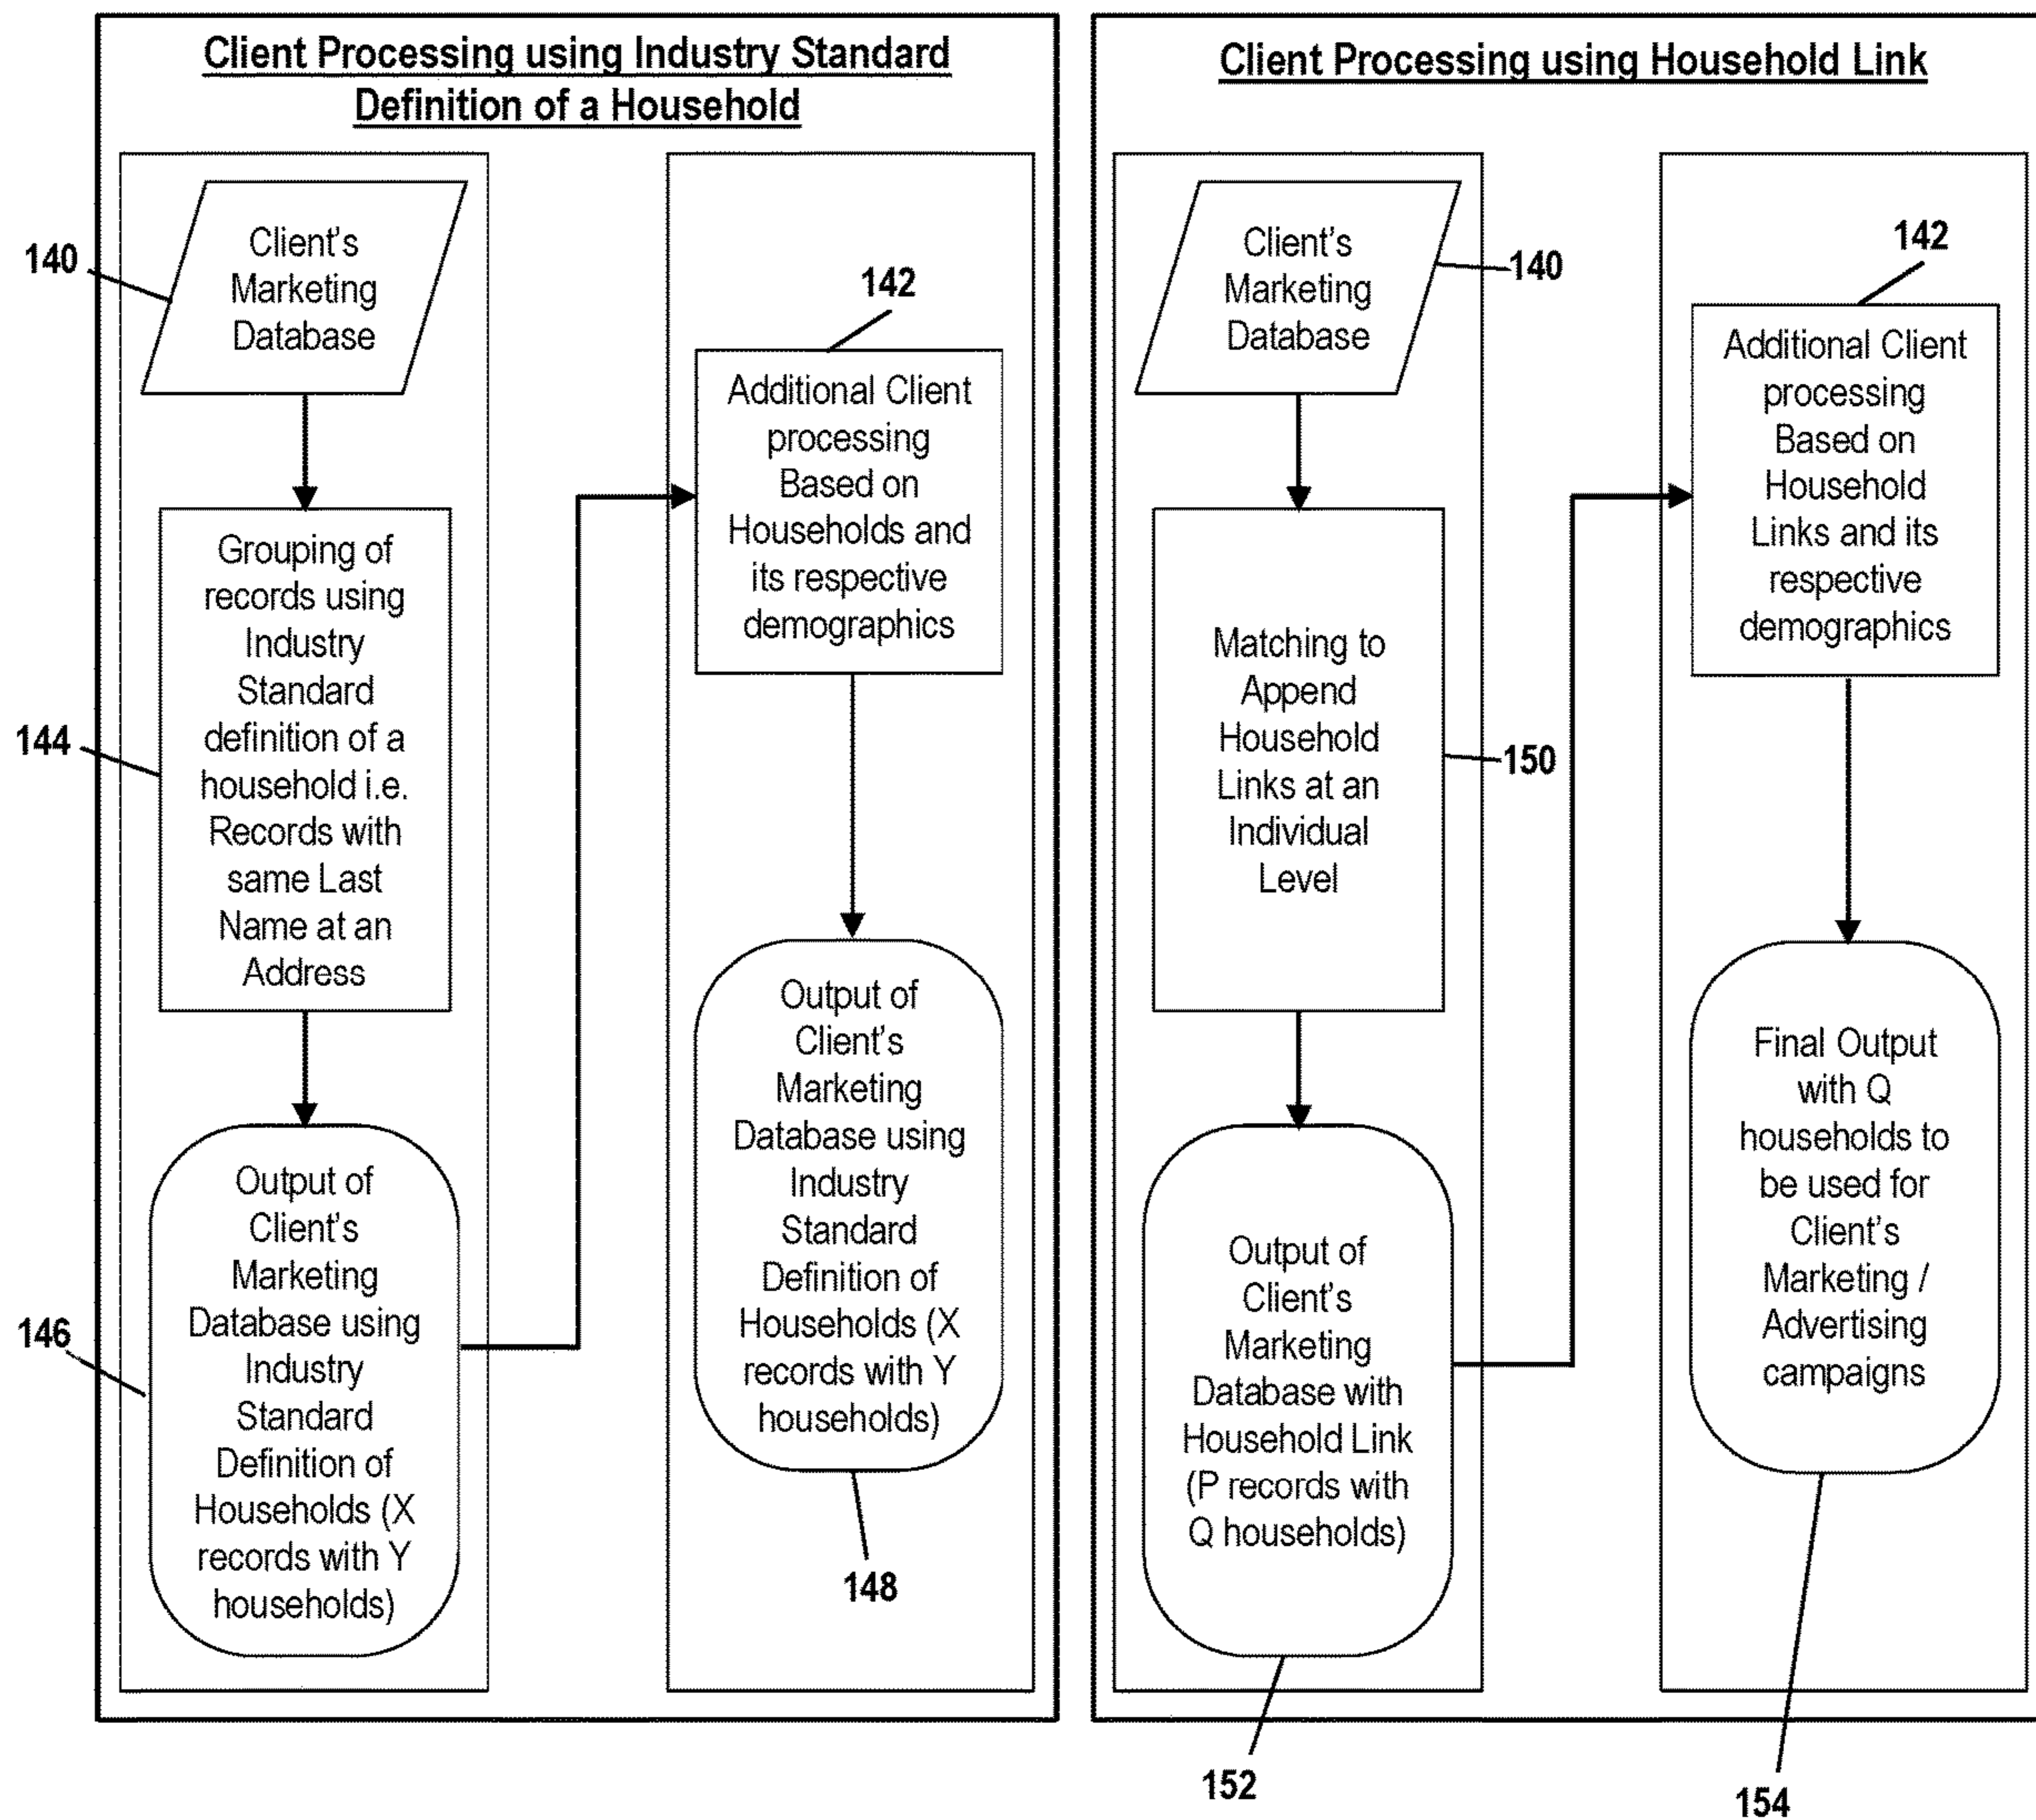 Client Processing using Industry Standard
Definition of a Household
140
Client's
Marketing
Database
144
Grouping of
records using
Industry
Standard
definition of a
household i.e.
Records with
same Last
Name at an
Address
146
Output of
Client's
Marketing
Database using
Industry
Standard
Definition of
Households (X
records with Y
households)
142
Additional Client
processing
Based on
Households and
its respective
demographics
Output of
Client's
Marketing
Database using
Industry
Standard
Definition of
Households (X
records with Y
households)
148
Client Processing using Household Link
Client's
Marketing
Database
140
Matching to
Append
Household
Links at an
Individual
Level
150
Output of
Client's
Marketing
Database with
Household Link
(P records with
Q households)
152
142
Additional Client
processing
Based on
Household
Links and its
respective
demographics
Final Output
with Q
households to
be used for
Client's
Marketing /
Advertising
campaigns
154